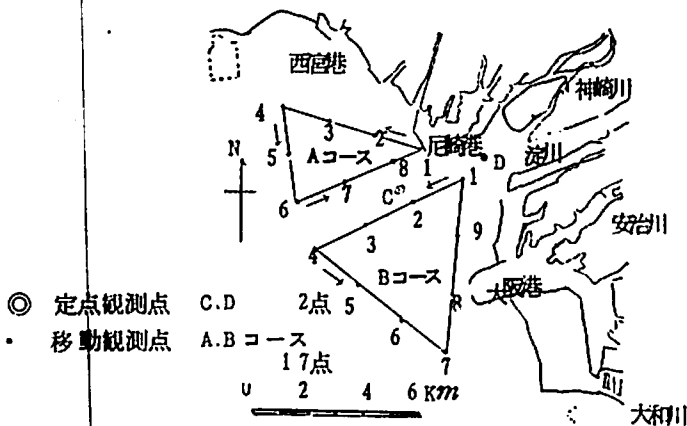 西宮港
神崎川
4
3
2
尼崎港
N
5
Aコース
8
1
D
淀川
6
7
C
1
2
9
安治川
3
4
Bコース
大阪港
◎ 定点観測点 C.D 2点
5
8
・ 移動観測点 A.Bコース
6
17点
7
0 2 4 6 Km
大和川